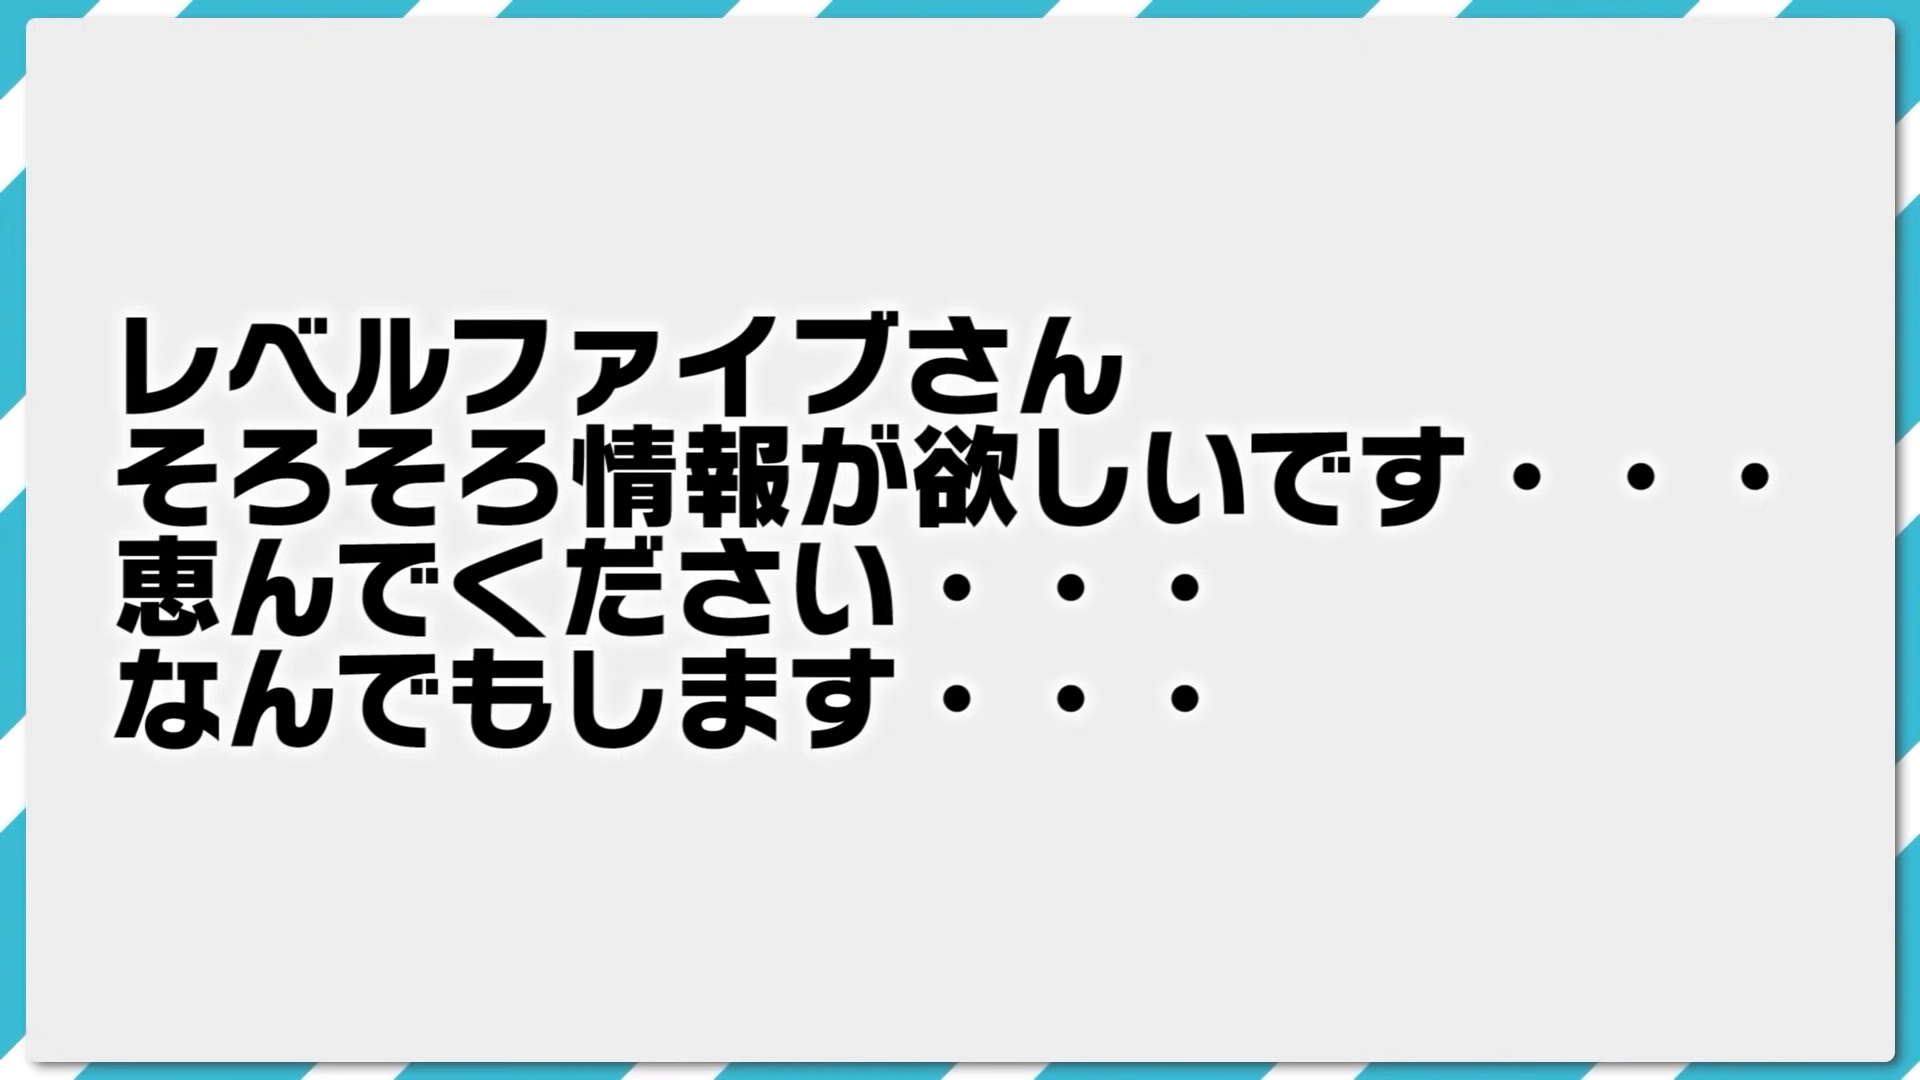 レベルファイブさん
そろそろ情報が欲しいです・・・
恵んでください・・・
なんでもします・・・